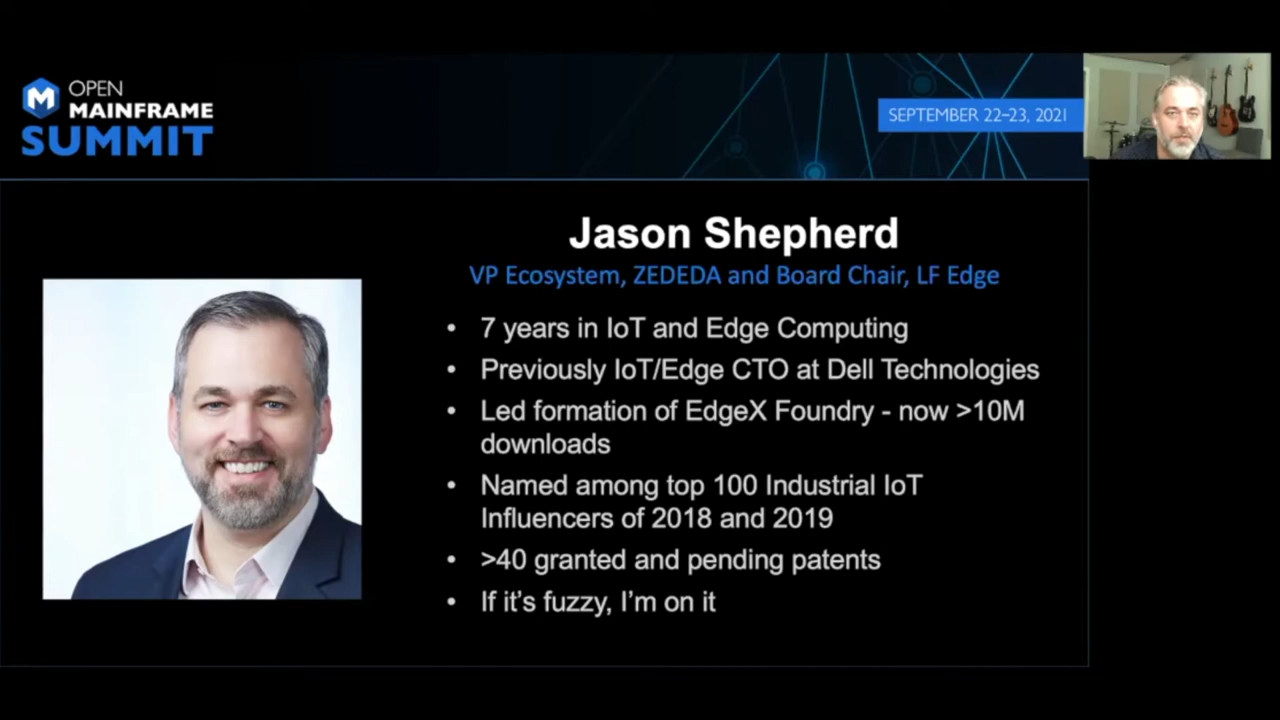 OPEN
MAINFRAME
SUMMIT
SEPTEMBER 22–23, 2021
Jason Shepherd
VP Ecosystem, ZEDEDA and Board Chair, LF Edge
• 7 years in IoT and Edge Computing
• Previously IoT/Edge CTO at Dell Technologies
• Led formation of EdgeX Foundry - now >10M
downloads
• Named among top 100 Industrial IoT
Influencers of 2018 and 2019
• >40 granted and pending patents
• If it’s fuzzy, I’m on it